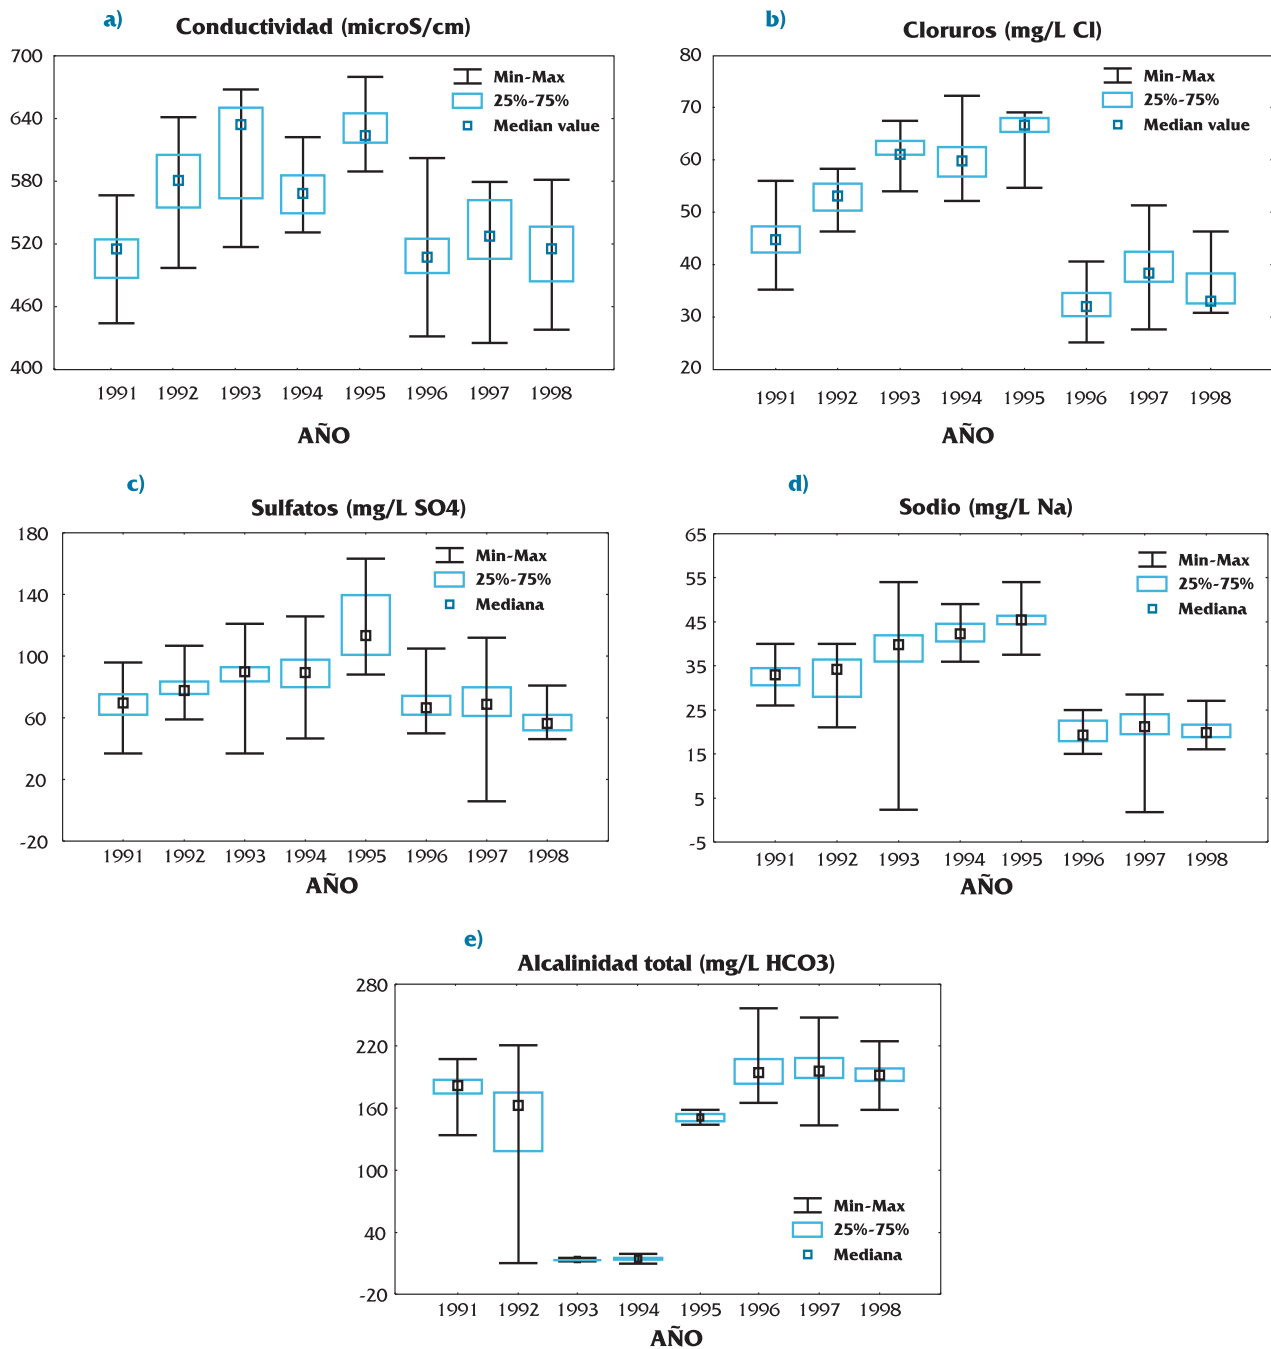 a)
Conductividad (microS/cm)
700
640
580
520
460
400
Min-Max
25%-75%
Median value
1991 1992 1993 1994 1995 1996 1997 1998
AÑO
b)
Cloruros (mg/L Cl)
80
70
60
50
40
30
20
Min-Max
25%-75%
Median value
1991 1992 1993 1994 1995 1996 1997 1998
AÑO
c)
Sulfatos (mg/L SO4)
180
140
100
60
20
-20
Min-Max
25%-75%
Mediana
1991 1992 1993 1994 1995 1996 1997 1998
AÑO
d)
Sodio (mg/L Na)
65
55
45
35
25
15
5
-5
Min-Max
25%-75%
Mediana
1991 1992 1993 1994 1995 1996 1997 1998
AÑO
e)
Alcalinidad total (mg/L HCO3)
280
220
160
100
40
-20
Min-Max
25%-75%
Mediana
1991 1992 1993 1994 1995 1996 1997 1998
AÑO